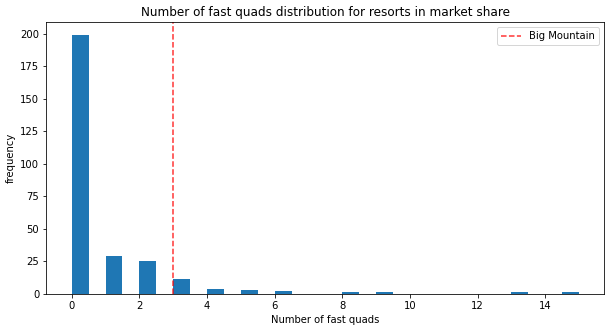 Number of fast quads distribution for resorts in market share
Big Mountain
frequency
200
175
150
125
100
75
50
25
0
0 2 4 6 8 10 12 14
Number of fast quads